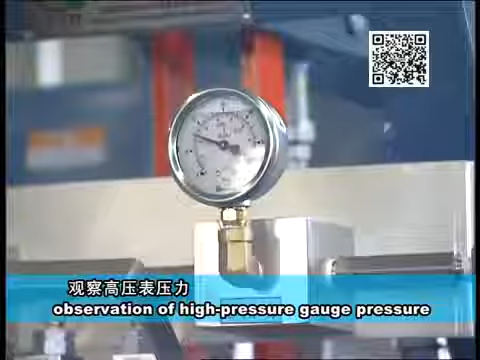 观察高压表压力
observation of high-pressure gauge pressure